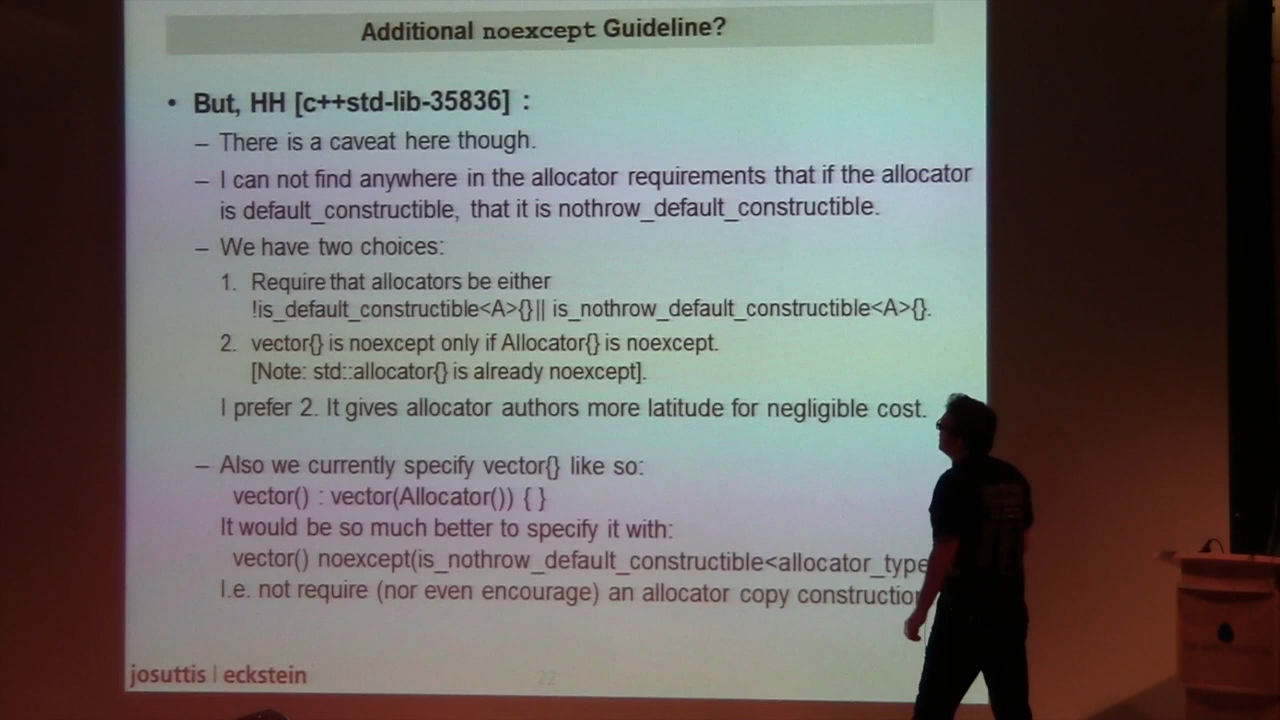 Additional noexcept Guideline?
• But, HH [c++std-lib-35836] :
– There is a caveat here though.
– I can not find anywhere in the allocator requirements that if the allocator
is default_constructible, that it is nothrow_default_constructible.
– We have two choices:
1. Require that allocators be either
!is_default_constructible<A>{}|| is_nothrow_default_constructible<A>{}.
2. vector{} is noexcept only if Allocator{} is noexcept.
[Note: std::allocator{} is already noexcept].
I prefer 2. It gives allocator authors more latitude for negligible cost.
– Also we currently specify vector{} like so:
vector() : vector(Allocator()) { }
It would be so much better to specify it with:
vector() noexcept(is_nothrow_default_constructible<allocator_type
I.e. not require (nor even encourage) an allocator copy construction
josuttis | eckstein
22